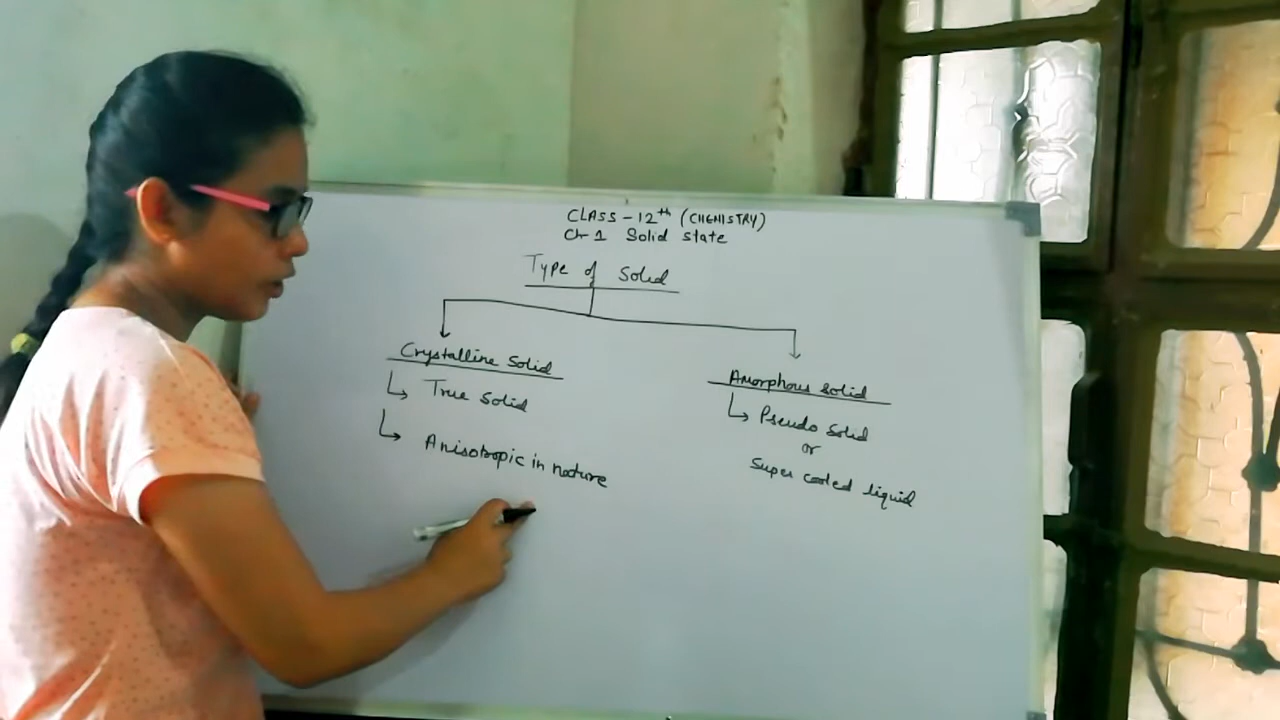 CLASS-12th (CHEMISTRY)
Ch 1 Solid state
Type of Solid
Crystalline Solid
True Solid
Anisotropic in nature
Amorphous solid
Pseudo Solid
or
Super cooled liquid